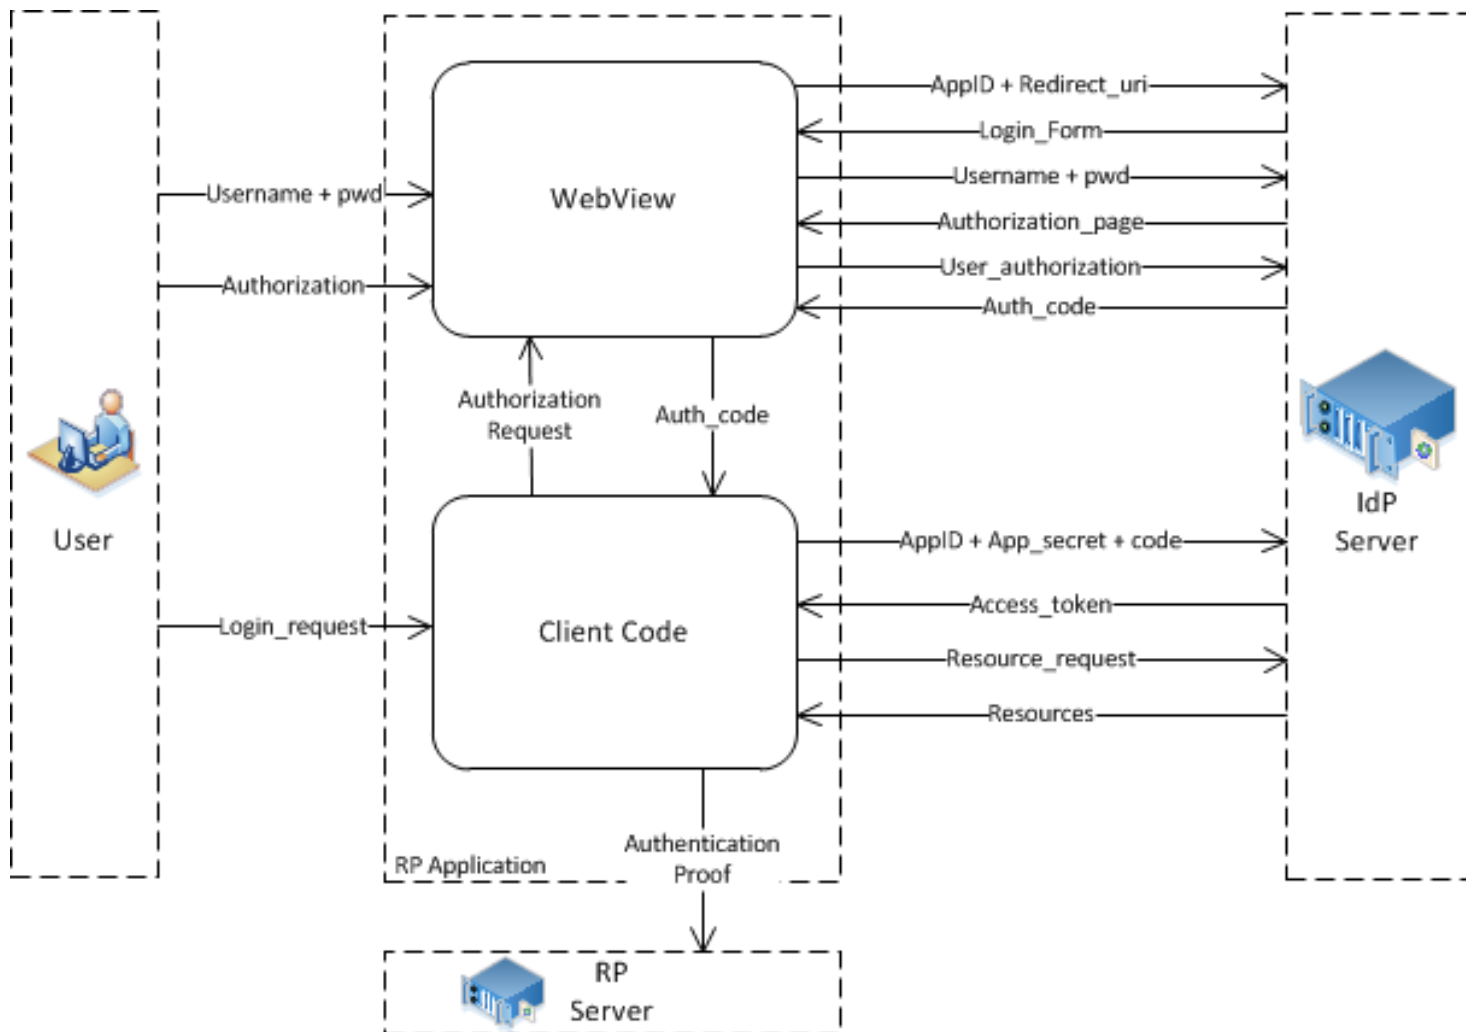 AppID + Redirect_uri
Login_Form
Username + pwd
WebView
Username + pwd
Authorization_page
User_authorization
Authorization
Auth_code
Authorization
Request
Auth_code
IdP
Server
User
AppID + App_secret + code
Access_token
Login_request
Client Code
Resource_request
Resources
Authentication
Proof
RP Application
RP
Server